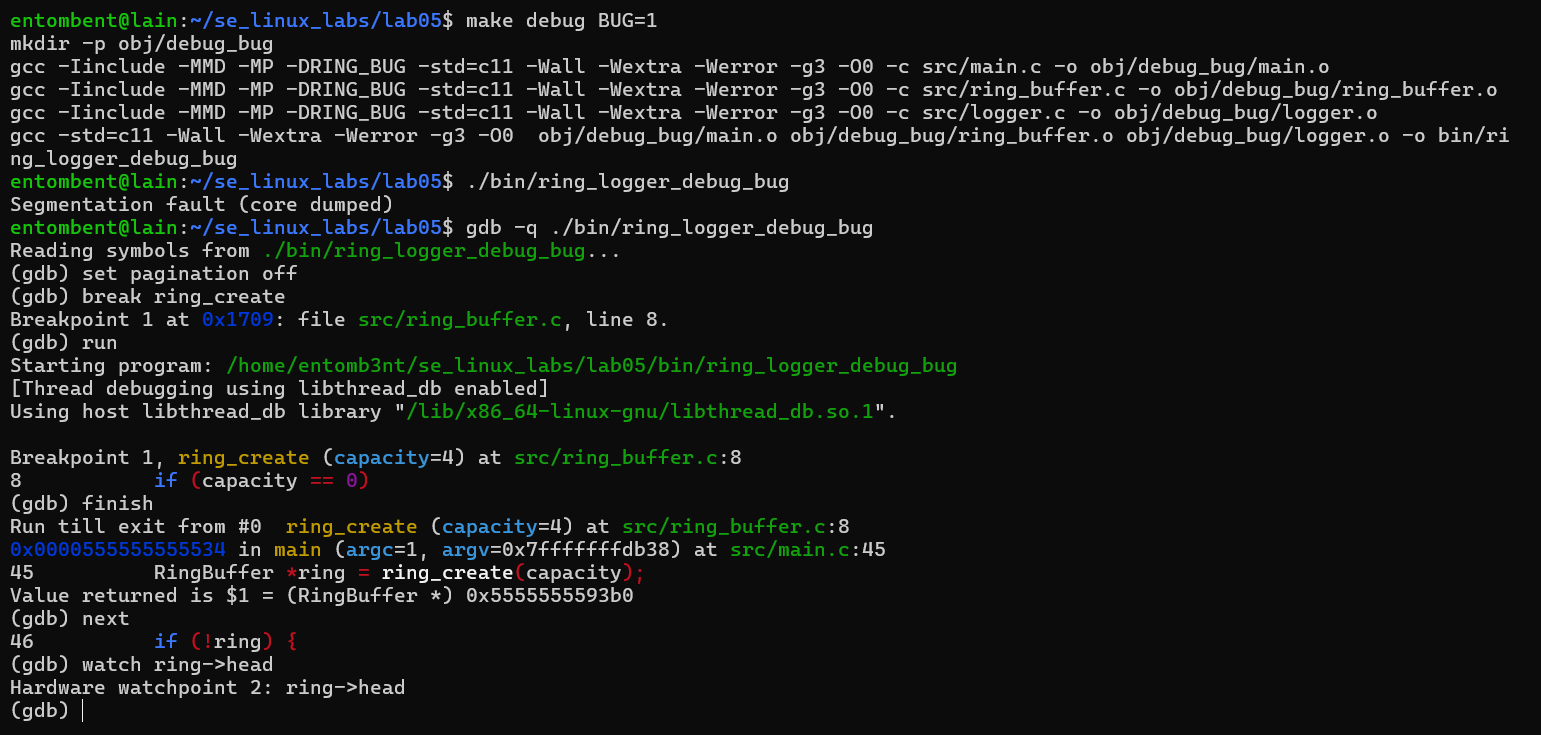 entombent@lain:~/se_linux_labs/lab05$ make debug BUG=1
mkdir -p obj/debug_bug
gcc -Iinclude -MMD -MP -DRING_BUG -std=c11 -Wall -Wextra -Werror -g3 -O0 -c src/main.c -o obj/debug_bug/main.o
gcc -Iinclude -MMD -MP -DRING_BUG -std=c11 -Wall -Wextra -Werror -g3 -O0 -c src/ring_buffer.c -o obj/debug_bug/ring_buffer.o
gcc -Iinclude -MMD -MP -DRING_BUG -std=c11 -Wall -Wextra -Werror -g3 -O0 -c src/logger.c -o obj/debug_bug/logger.o
gcc -std=c11 -Wall -Wextra -Werror -g3 -O0  obj/debug_bug/main.o obj/debug_bug/ring_buffer.o obj/debug_bug/logger.o -o bin/ri
ng_logger_debug_bug
entombent@lain:~/se_linux_labs/lab05$ ./bin/ring_logger_debug_bug
Segmentation fault (core dumped)
entombent@lain:~/se_linux_labs/lab05$ gdb -q ./bin/ring_logger_debug_bug
Reading symbols from ./bin/ring_logger_debug_bug...
(gdb) set pagination off
(gdb) break ring_create
Breakpoint 1 at 0x1709: file src/ring_buffer.c, line 8.
(gdb) run
Starting program: /home/entomb3nt/se_linux_labs/lab05/bin/ring_logger_debug_bug
[Thread debugging using libthread_db enabled]
Using host libthread_db library "/lib/x86_64-linux-gnu/libthread_db.so.1".

Breakpoint 1, ring_create (capacity=4) at src/ring_buffer.c:8
8           if (capacity == 0)
(gdb) finish
Run till exit from #0  ring_create (capacity=4) at src/ring_buffer.c:8
0x0000555555555534 in main (argc=1, argv=0x7fffffffdb38) at src/main.c:45
45          RingBuffer *ring = ring_create(capacity);
Value returned is $1 = (RingBuffer *) 0x5555555593b0
(gdb) next
46          if (!ring) {
(gdb) watch ring->head
Hardware watchpoint 2: ring->head
(gdb)